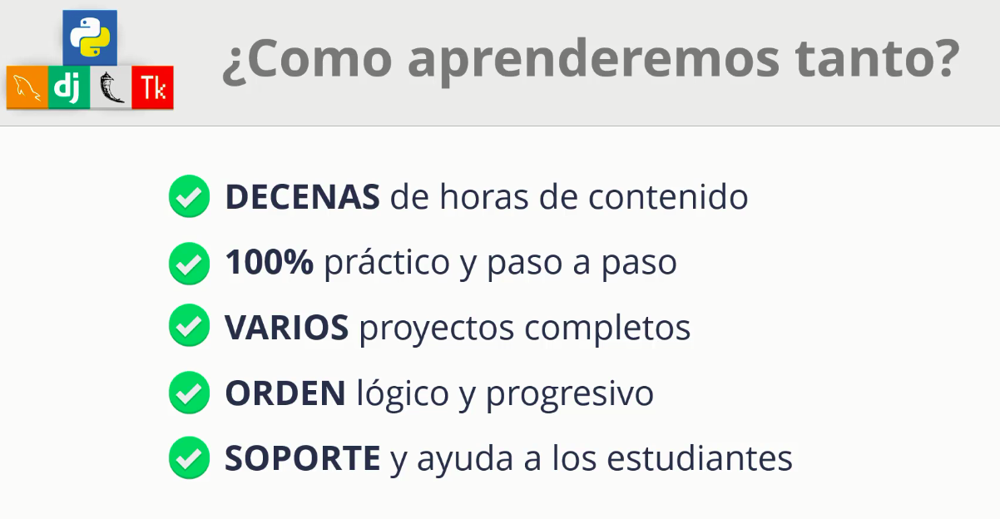 ¿Como aprenderemos tanto?
dj
Tk
DECENAS de horas de contenido
100% práctico y paso a paso
VARIOS proyectos completos
ORDEN lógico y progresivo
SOPORTE y ayuda a los estudiantes